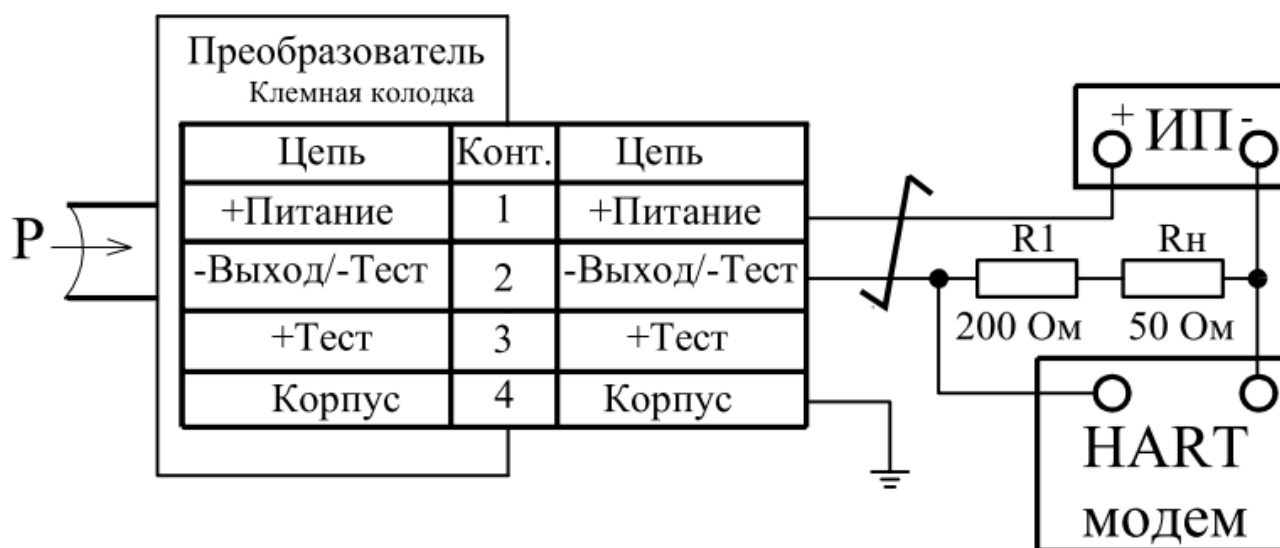 Преобразователь
Клемная колодка
Цепь Конт. Цепь
+Питание 1 +Питание
-Выход/-Тест 2 -Выход/-Тест
+Тест 3 +Тест
Корпус 4 Корпус
P
+ ИП -
R1 Rн
200 Ом 50 Ом
HART
модем